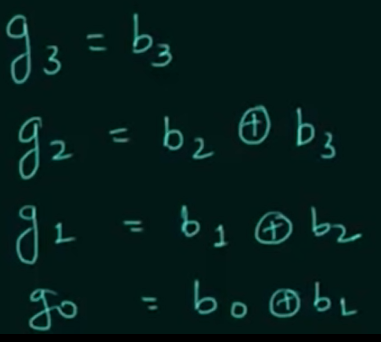 g₃ = b₃
g₂ = b₂ ⊕ b₃
g₁ = b₁ ⊕ b₂
g₀ = b₀ ⊕ b₁